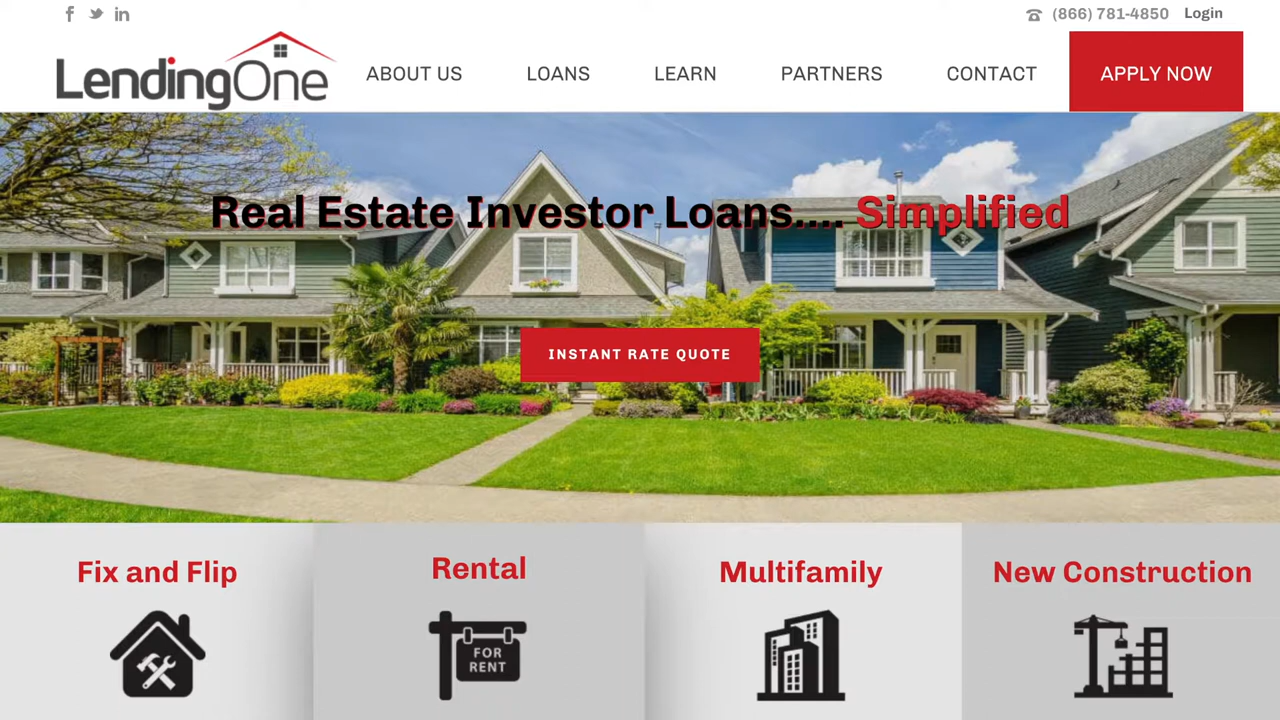 (866) 781-4850 Login
LendingOne
ABOUT US LOANS LEARN PARTNERS CONTACT APPLY NOW
Real Estate Investor Loans.... Simplified
INSTANT RATE QUOTE
Fix and Flip Rental Multifamily New Construction
FOR
RENT